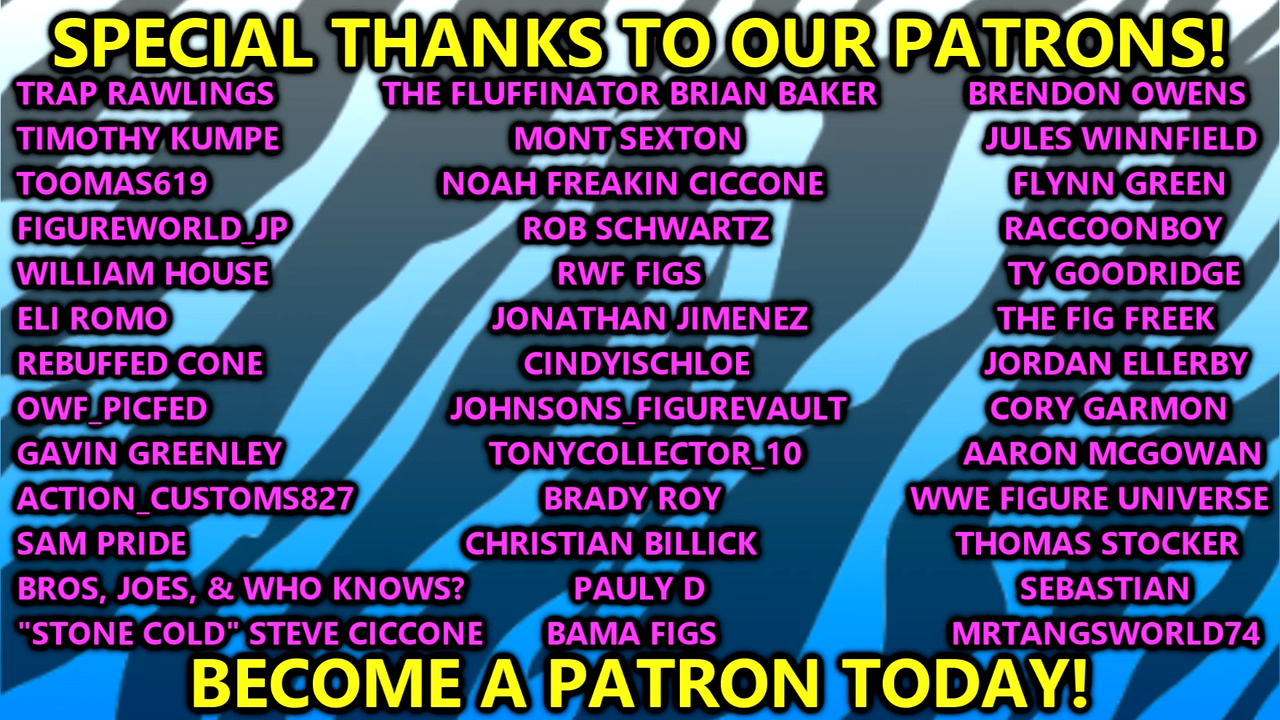 SPECIAL THANKS TO OUR PATRONS!
TRAP RAWLINGS
TIMOTHY KUMPE
TOOMAS619
FIGUREWORLD_JP
WILLIAM HOUSE
ELI ROMO
REBUFFED CONE
OWF_PICFED
GAVIN GREENLEY
ACTION_CUSTOMS827
SAM PRIDE
BROS, JOES, & WHO KNOWS?
"STONE COLD" STEVE CICCONE
THE FLUFFINATOR BRIAN BAKER
MONT SEXTON
NOAH FREAKIN CICCONE
ROB SCHWARTZ
RWF FIGS
JONATHAN JIMENEZ
CINDYISCHLOE
JOHNSONS_FIGUREVAULT
TONYCOLLECTOR_10
BRADY ROY
CHRISTIAN BILLICK
PAULY D
BAMA FIGS
BRENDON OWENS
JULES WINNFIELD
FLYNN GREEN
RACCOONBOY
TY GOODRIDGE
THE FIG FREEK
JORDAN ELLERBY
CORY GARMON
AARON MCGOWAN
WWE FIGURE UNIVERSE
THOMAS STOCKER
SEBASTIAN
MRTANGSWORLD74
BECOME A PATRON TODAY!